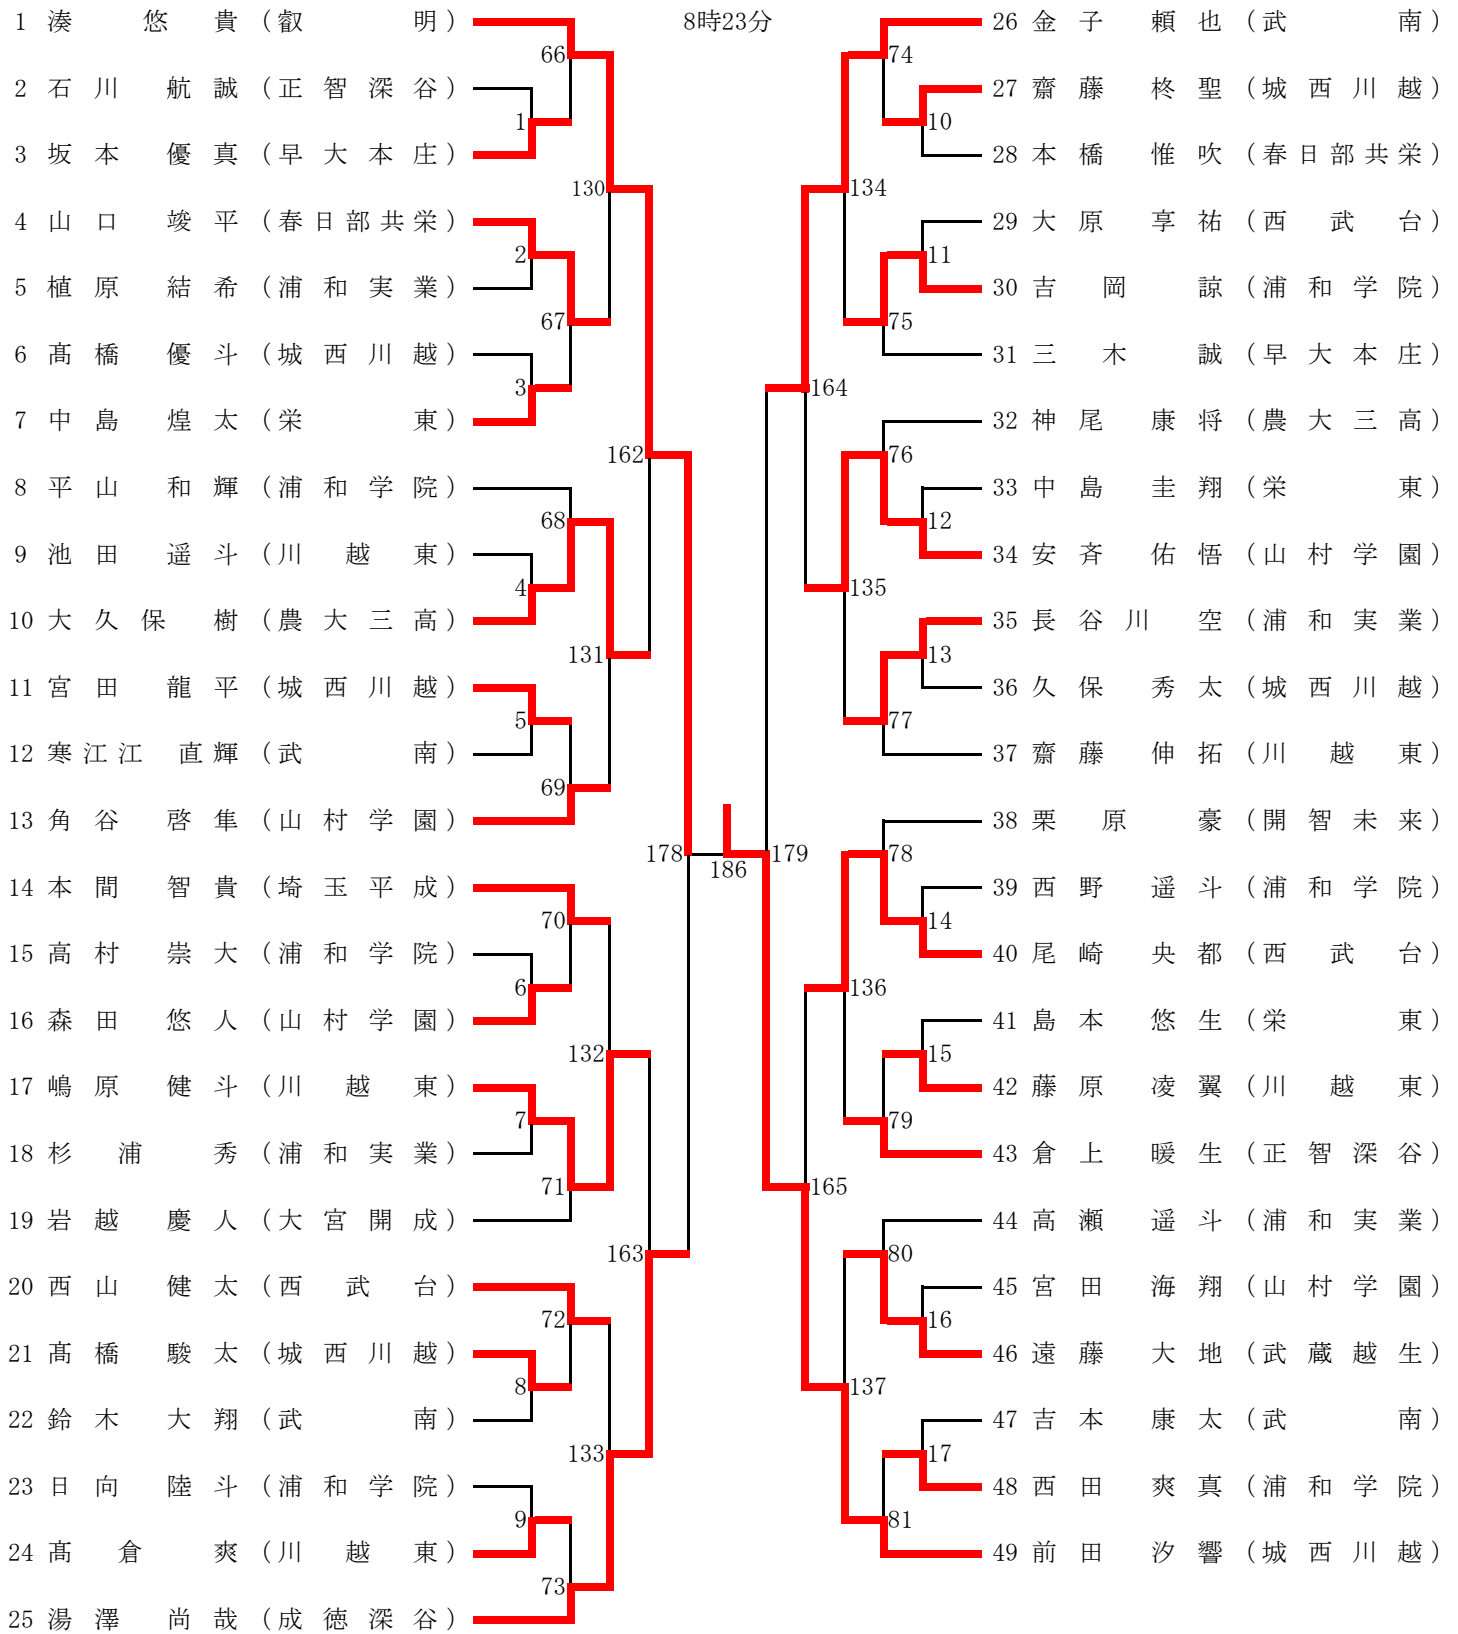 8時23分
1 湊 悠 貴 (叡 明)
66
2 石 川 航 誠 (正 智 深 谷)
1
3 坂 本 優 真 (早 大 本 庄)
130
4 山 口 竣 平 (春 日 部 共 栄)
2
5 植 原 結 希 (浦 和 実 業)
67
6 髙 橋 優 斗 (城 西 川 越)
3
7 中 島 煌 太 (栄 東)
162
8 平 山 和 輝 (浦 和 学 院)
68
9 池 田 遥 斗 (川 越 東)
4
10 大 久 保 樹 (農 大 三 高)
131
11 宮 田 龍 平 (城 西 川 越)
5
12 寒 江 江 直 輝 (武 南)
69
13 角 谷 啓 隼 (山 村 学 園)
178
186
14 本 間 智 貴 (埼 玉 平 成)
70
15 高 村 崇 大 (浦 和 学 院)
6
16 森 田 悠 人 (山 村 学 園)
132
17 嶋 原 健 斗 (川 越 東)
7
18 杉 浦 秀 (浦 和 実 業)
71
19 岩 越 慶 人 (大 宮 開 成)
163
20 西 山 健 太 (西 武 台)
72
21 髙 橋 駿 太 (城 西 川 越)
8
22 鈴 木 大 翔 (武 南)
133
23 日 向 陸 斗 (浦 和 学 院)
9
24 髙 倉 爽 (川 越 東)
73
25 湯 澤 尚 哉 (成 徳 深 谷)
26 金 子 頼 也 (武 南)
74
27 齋 藤 柊 聖 (城 西 川 越)
10
28 本 橋 惟 吹 (春 日 部 共 栄)
134
29 大 原 享 祐 (西 武 台)
11
30 吉 岡 諒 (浦 和 学 院)
75
31 三 木 誠 (早 大 本 庄)
164
32 神 尾 康 将 (農 大 三 高)
76
33 中 島 圭 翔 (栄 東)
12
34 安 斉 佑 悟 (山 村 学 園)
135
35 長 谷 川 空 (浦 和 実 業)
13
36 久 保 秀 太 (城 西 川 越)
77
37 齋 藤 伸 拓 (川 越 東)
38 栗 原 豪 (開 智 未 来)
179
78
39 西 野 遥 斗 (浦 和 学 院)
14
40 尾 崎 央 都 (西 武 台)
136
41 島 本 悠 生 (栄 東)
15
42 藤 原 凌 翼 (川 越 東)
79
43 倉 上 暖 生 (正 智 深 谷)
165
44 高 瀬 遥 斗 (浦 和 実 業)
80
45 宮 田 海 翔 (山 村 学 園)
16
46 遠 藤 大 地 (武 蔵 越 生)
137
47 吉 本 康 太 (武 南)
17
48 西 田 爽 真 (浦 和 学 院)
81
49 前 田 汐 響 (城 西 川 越)